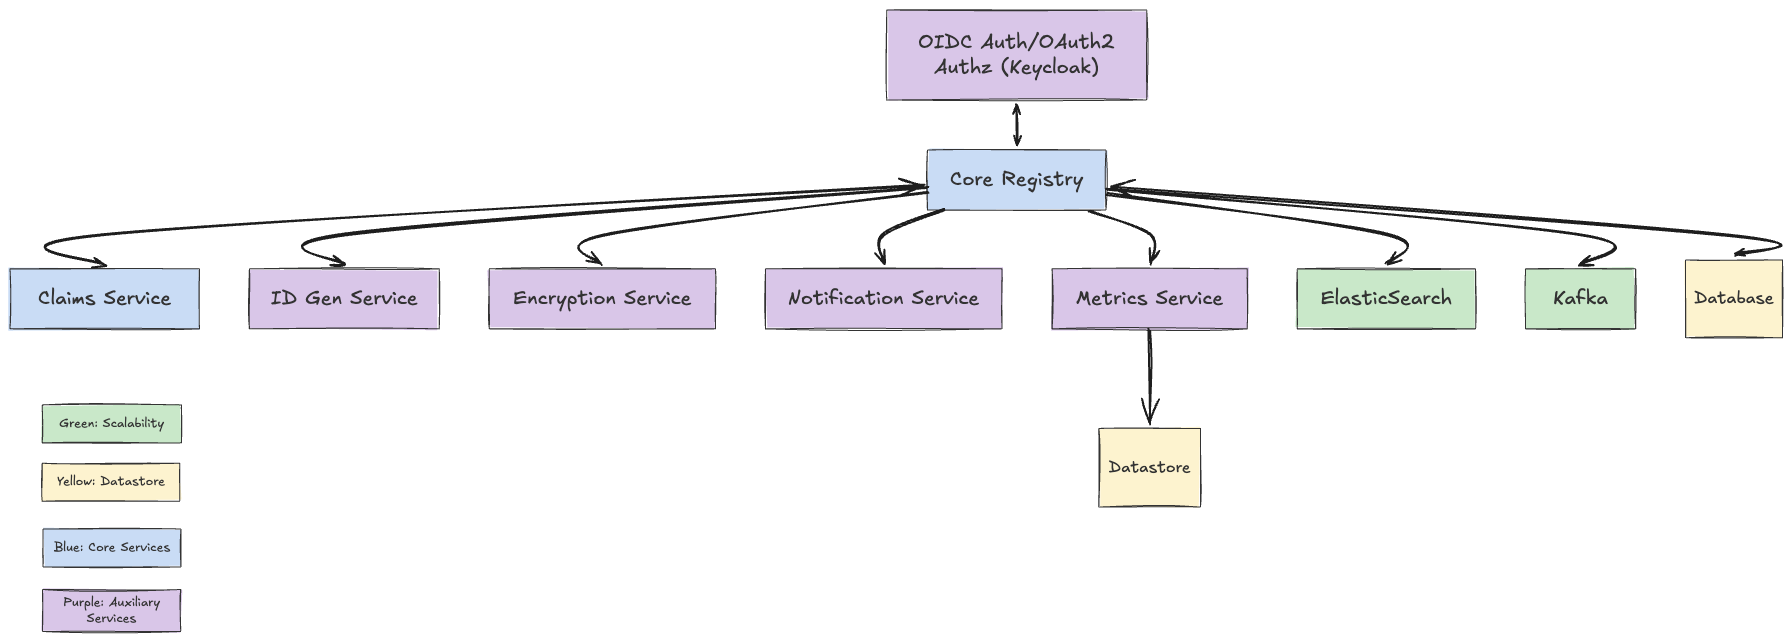 OIDC Auth/OAuth2
Authz (Keycloak)
Core Registry
Claims Service
ID Gen Service
Encryption Service
Notification Service
Metrics Service
ElasticSearch
Kafka
Database
Datastore
Green: Scalability
Yellow: Datastore
Blue: Core Services
Purple: Auxiliary
Services